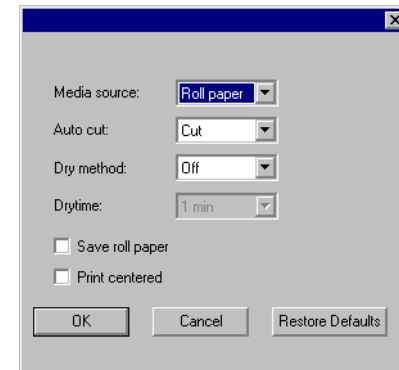 Media source: Roll paper
Auto cut: Cut
Dry method: Off
Drytime: 1 min
Save roll paper
Print centered
OK Cancel Restore Defaults